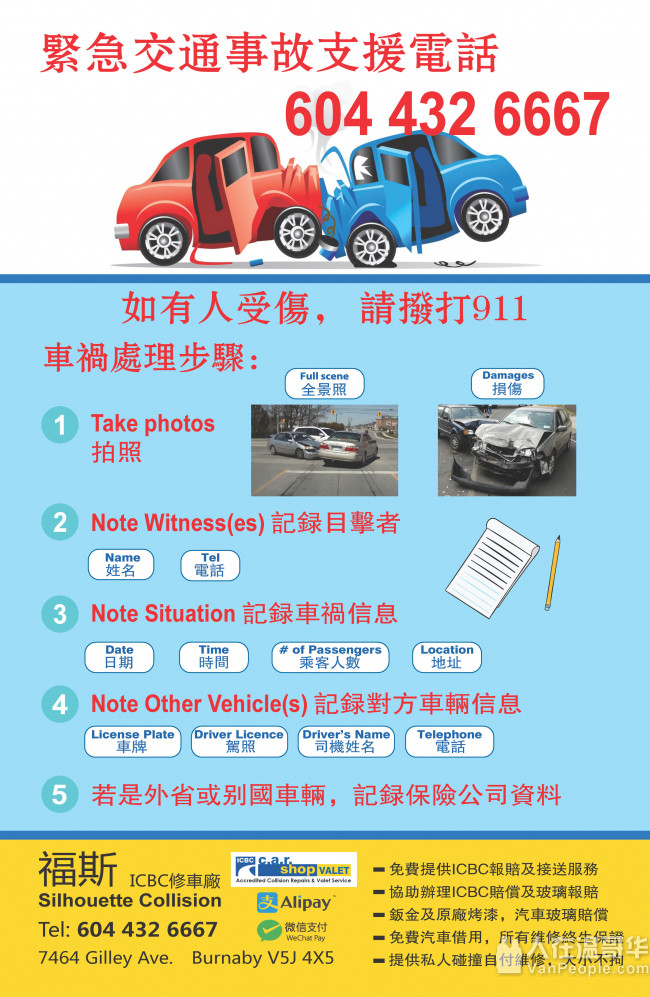 緊急交通事故支援電話
604 432 6667
如有人受傷， 請撥打911
車禍處理步驟：
Full scene
全景照
Damages
損傷
1 Take photos
拍照
2 Note Witness(es) 記録目擊者
Name
姓名
Tel
電話
3 Note Situation 記録車禍信息
Date
日期
Time
時間
# of Passengers
乘客人數
Location
地址
4 Note Other Vehicle(s) 記録對方車輛信息
License Plate
車牌
Driver Licence
駕照
Driver's Name
司機姓名
Telephone
電話
5 若是外省或别國車輛，記録保險公司資料
福斯 ICBC修車廠
Silhouette Collision
Tel: 604 432 6667
7464 Gilley Ave. Burnaby V5J 4X5
ICBC c.a.r. shop VALET
Accredited Collision Repairs & Valet Service
支 Alipay
微信支付
WeChat Pay
免費提供ICBC報賠及接送服務
協助辦理ICBC賠償及玻璃報賠
鈑金及原廠烤漆，汽車玻璃賠償
免費汽車借用，所有維修終生保證
提供私人碰撞自付維修，大小不拘
人在温哥华
VanPeople.com